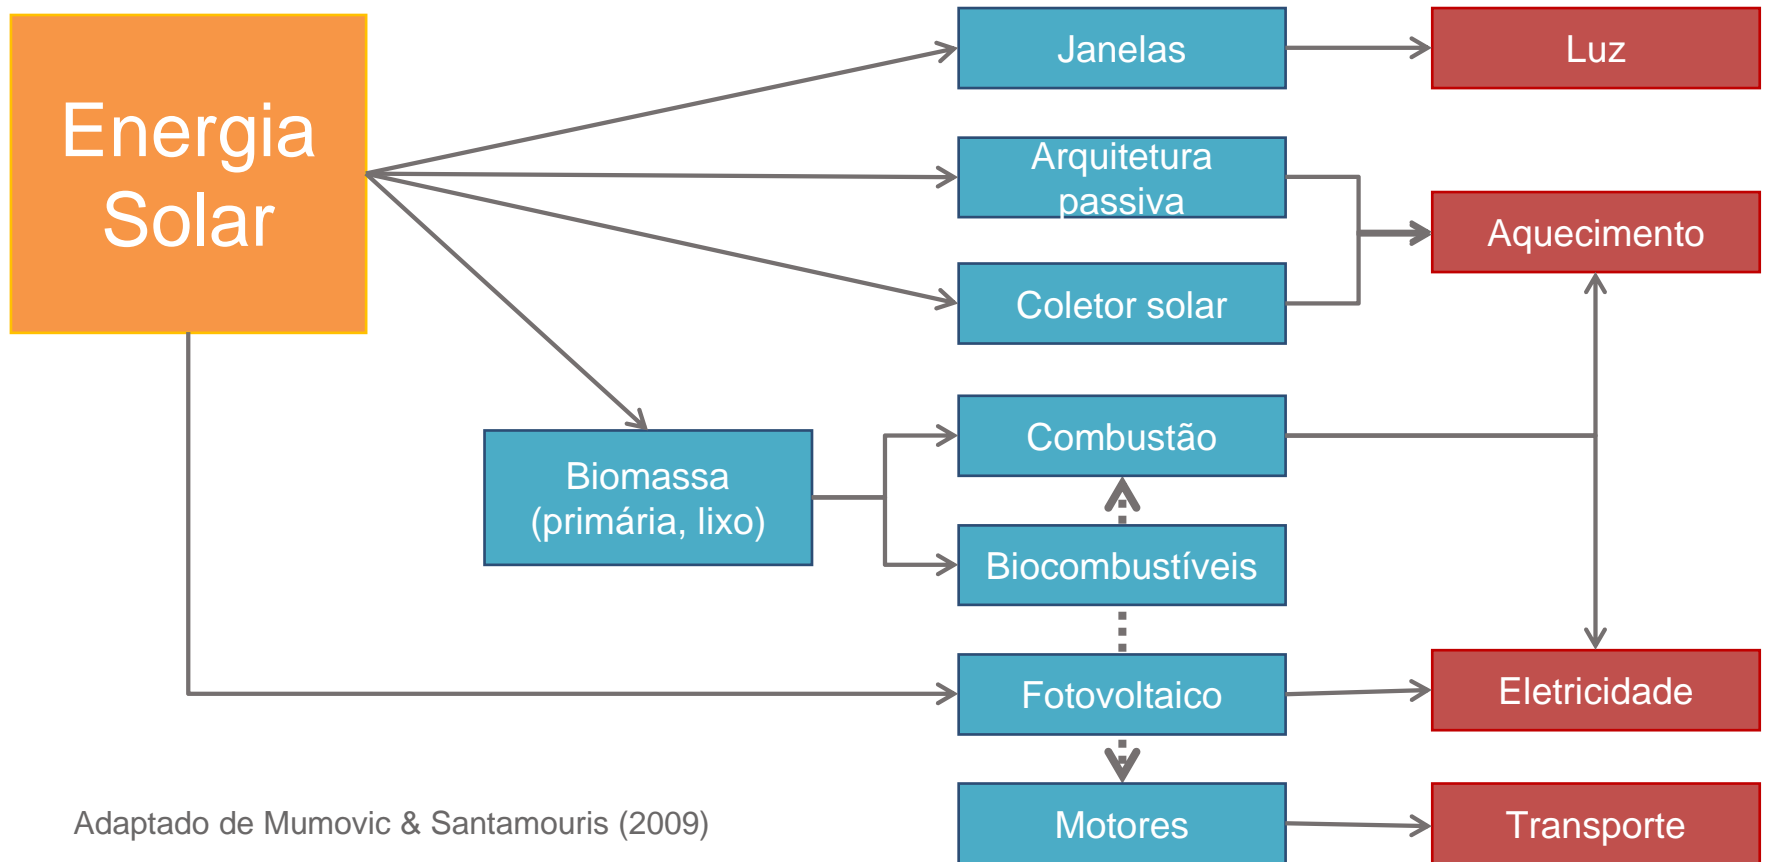 Energia
Solar
Janelas
Luz
Arquitetura
passiva
Aquecimento
Coletor solar
Combustão
Biomassa
(primária, lixo)
Biocombustíveis
Fotovoltaico
Eletricidade
Motores
Transporte
Adaptado de Mumovic & Santamouris (2009)